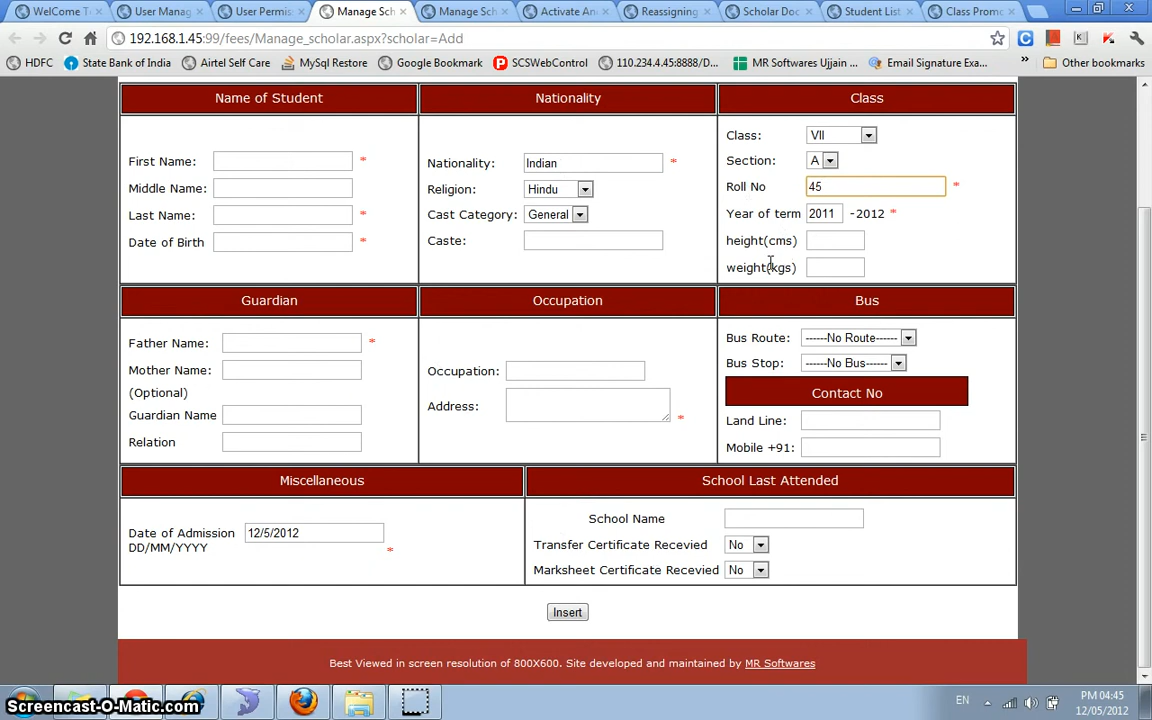 WelCome T
User Mana
User Permis
Manage Sch
Manage Sch
Activate An
Reassigning
Scholar Doc
Student List
Class Promo
192.168.1.45:99/fees/Manage_scholar.aspx?scholar=Add
HDFC
State Bank of India
Airtel Self Care
MySql Restore
Google Bookmark
SCSWebControl
110.234.4.45:8888/D...
MR Softwares Ujjain ...
Email Signature Exa...
»
Other bookmarks
Name of Student
Nationality
Class
First Name: *
Middle Name:
Last Name: *
Date of Birth *
Nationality: Indian *
Religion: Hindu
Cast Category: General
Caste:
Class: VII
Section: A
Roll No 45 *
Year of term 2011 -2012 *
height(cms)
weight(kgs)
Guardian
Occupation
Bus
Father Name: *
Mother Name:
(Optional)
Guardian Name
Relation
Occupation:
Address: *
Bus Route: ------No Route------
Bus Stop: ------No Bus------
Contact No
Land Line:
Mobile +91:
Miscellaneous
School Last Attended
Date of Admission 12/5/2012
DD/MM/YYYY *
School Name
Transfer Certificate Recevied No
Marksheet Certificate Recevied No
Insert
Best Viewed in screen resolution of 800X600. Site developed and maintained by MR Softwares
Screencast-O-Matic.com
EN
PM 04:45
12/05/2012